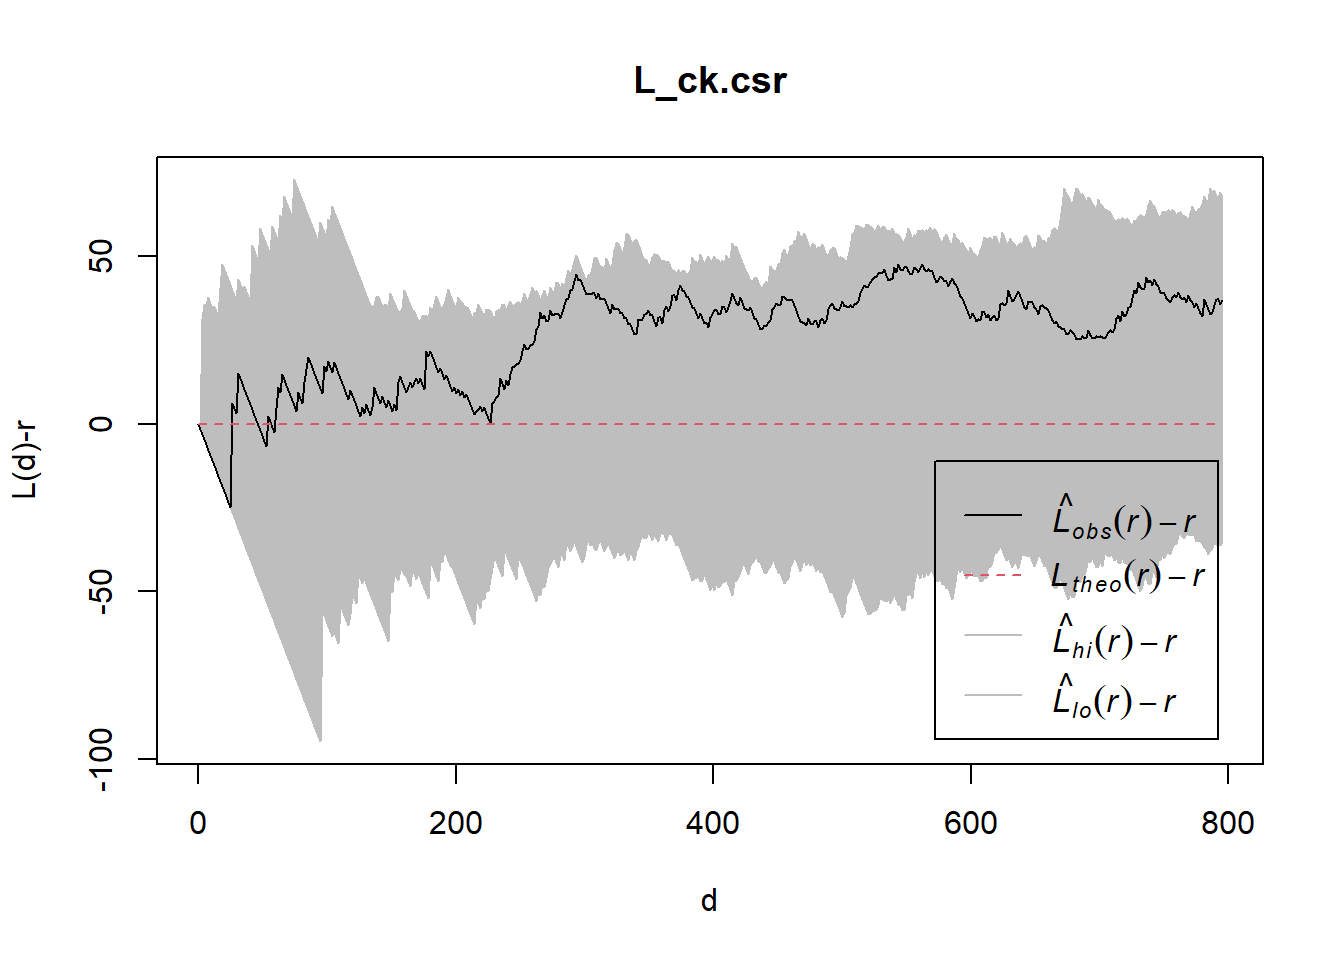 L_ck.csr
L(d)-r
50
0
-50
-100
0 200 400 600 800
d
L̂obs(r) − r
Ltheo(r) − r
L̂hi(r) − r
L̂lo(r) − r